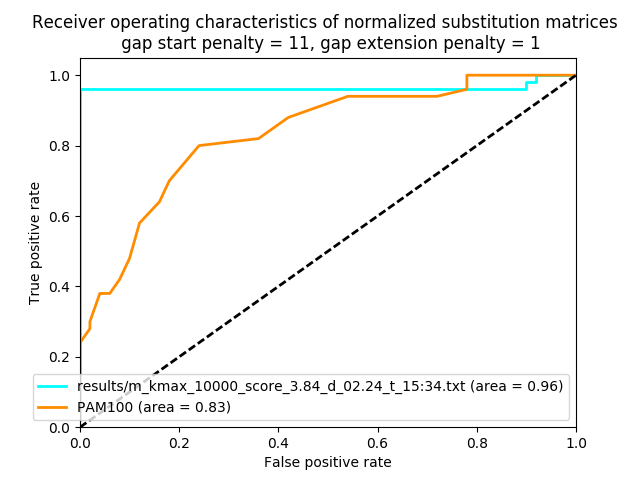 Receiver operating characteristics of normalized substitution matrices
gap start penalty = 11, gap extension penalty = 1
1.0
0.8
0.6
0.4
0.2
0.0
True positive rate
results/m_kmax_10000_score_3.84_d_02.24_t_15:34.txt (area = 0.96)
PAM100 (area = 0.83)
0.0 0.2 0.4 0.6 0.8 1.0
False positive rate